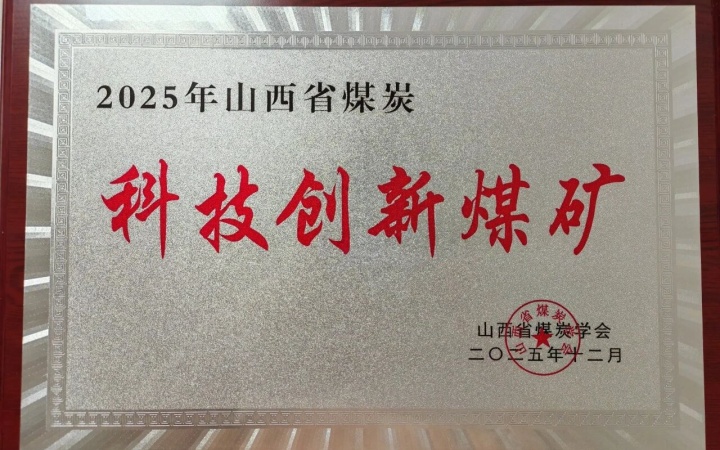 2025年山西省煤炭
科技创新煤矿
山西省煤炭学会
二〇二五年十二月